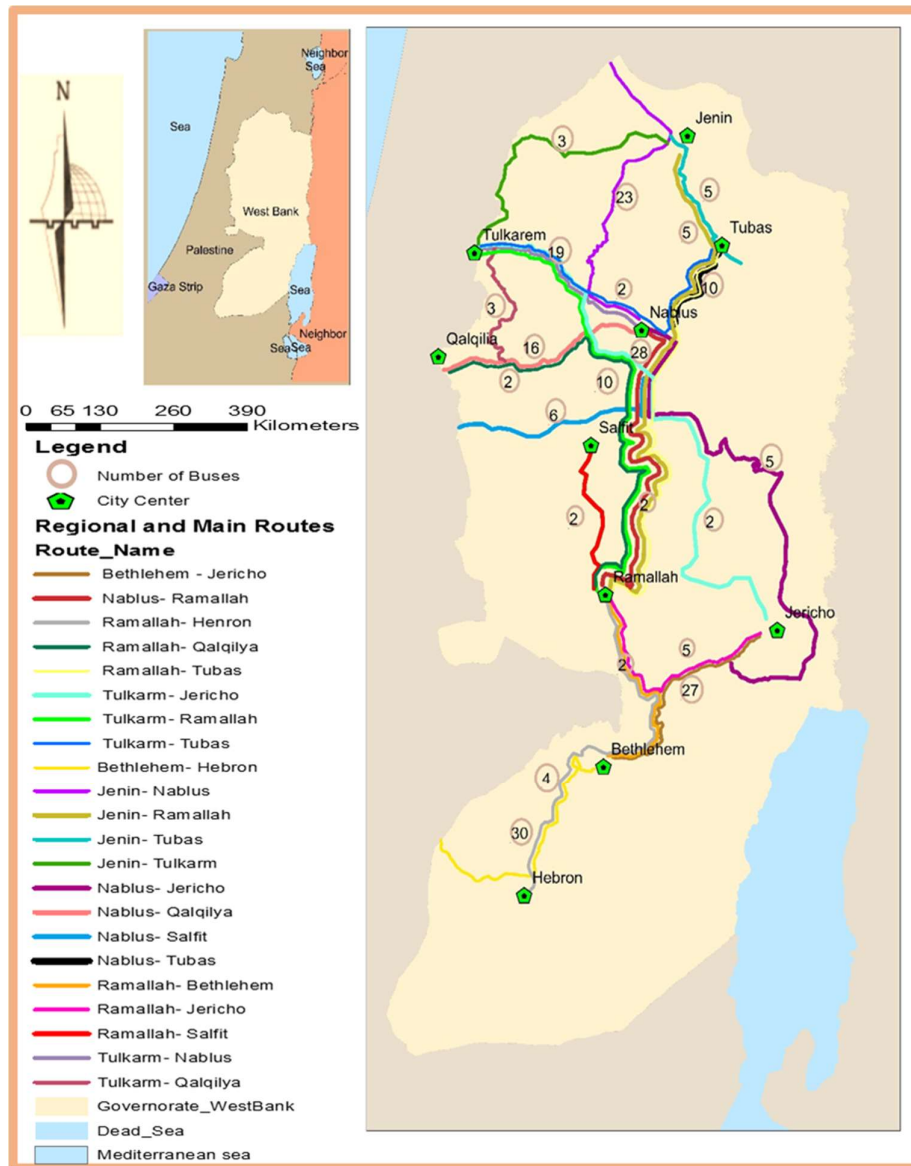 N
Sea
Neighbor
Sea
West Bank
Palestine
Gaza Strip
Sea
Neighbor
SeaSea
0 65 130 260 390
Kilometers
Legend
Number of Buses
City Center
Regional and Main Routes
Route_Name
Bethlehem - Jericho
Nablus- Ramallah
Ramallah- Henron
Ramallah- Qalqilya
Ramallah- Tubas
Tulkarm- Jericho
Tulkarm- Ramallah
Tulkarm- Tubas
Bethlehem- Hebron
Jenin- Nablus
Jenin- Ramallah
Jenin- Tubas
Jenin- Tulkarm
Nablus- Jericho
Nablus- Qalqilya
Nablus- Salfit
Nablus- Tubas
Ramallah- Bethlehem
Ramallah- Jericho
Ramallah- Salfit
Tulkarm- Nablus
Tulkarm- Qalqilya
Governorate_WestBank
Dead_Sea
Mediterranean sea
Jenin
3
23
5
Tubas
5
Tulkarem
19
2
10
3
Nablus
Qalqilia
16
28
2
10
6
Salfit
5
2
2
2
Ramallah
Jericho
5
2
27
Bethlehem
4
30
Hebron